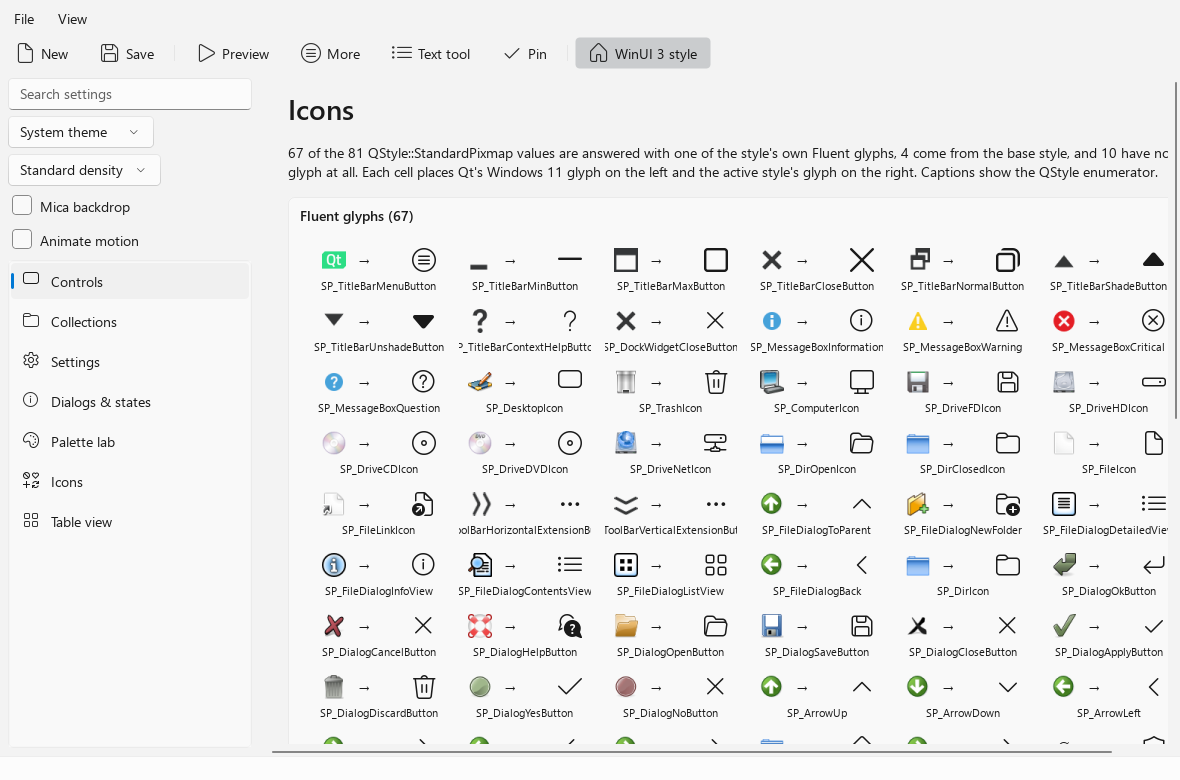 File View
New Save Preview More Text tool Pin WinUI 3 style
Search settings
System theme
Standard density
Mica backdrop
Animate motion
Controls
Collections
Settings
Dialogs & states
Palette lab
Icons
Table view
Icons
67 of the 81 QStyle::StandardPixmap values are answered with one of the style's own Fluent glyphs, 4 come from the base style, and 10 have no
glyph at all. Each cell places Qt's Windows 11 glyph on the left and the active style's glyph on the right. Captions show the QStyle enumerator.
Fluent glyphs (67)
Qt → → → → → →
SP_TitleBarMenuButton SP_TitleBarMinButton SP_TitleBarMaxButton SP_TitleBarCloseButton SP_TitleBarNormalButton SP_TitleBarShadeButton
→ → → → → →
SP_TitleBarUnshadeButton P_TitleBarContextHelpButto SP_DockWidgetCloseButton SP_MessageBoxInformation SP_MessageBoxWarning SP_MessageBoxCritical
→ → → → → →
SP_MessageBoxQuestion SP_DesktopIcon SP_TrashIcon SP_ComputerIcon SP_DriveFDIcon SP_DriveHDIcon
→ DVD → → → → →
SP_DriveCDIcon SP_DriveDVDIcon SP_DriveNetIcon SP_DirOpenIcon SP_DirClosedIcon SP_FileIcon
→ → → → → →
SP_FileLinkIcon oolBarHorizontalExtensionB ToolBarVerticalExtensionBut SP_FileDialogToParent SP_FileDialogNewFolder SP_FileDialogDetailedView
→ → → → → →
SP_FileDialogInfoView SP_FileDialogContentsView SP_FileDialogListView SP_FileDialogBack SP_DirIcon SP_DialogOkButton
→ → → → → →
SP_DialogCancelButton SP_DialogHelpButton SP_DialogOpenButton SP_DialogSaveButton SP_DialogCloseButton SP_DialogApplyButton
→ → → → → →
SP_DialogDiscardButton SP_DialogYesButton SP_DialogNoButton SP_ArrowUp SP_ArrowDown SP_ArrowLeft